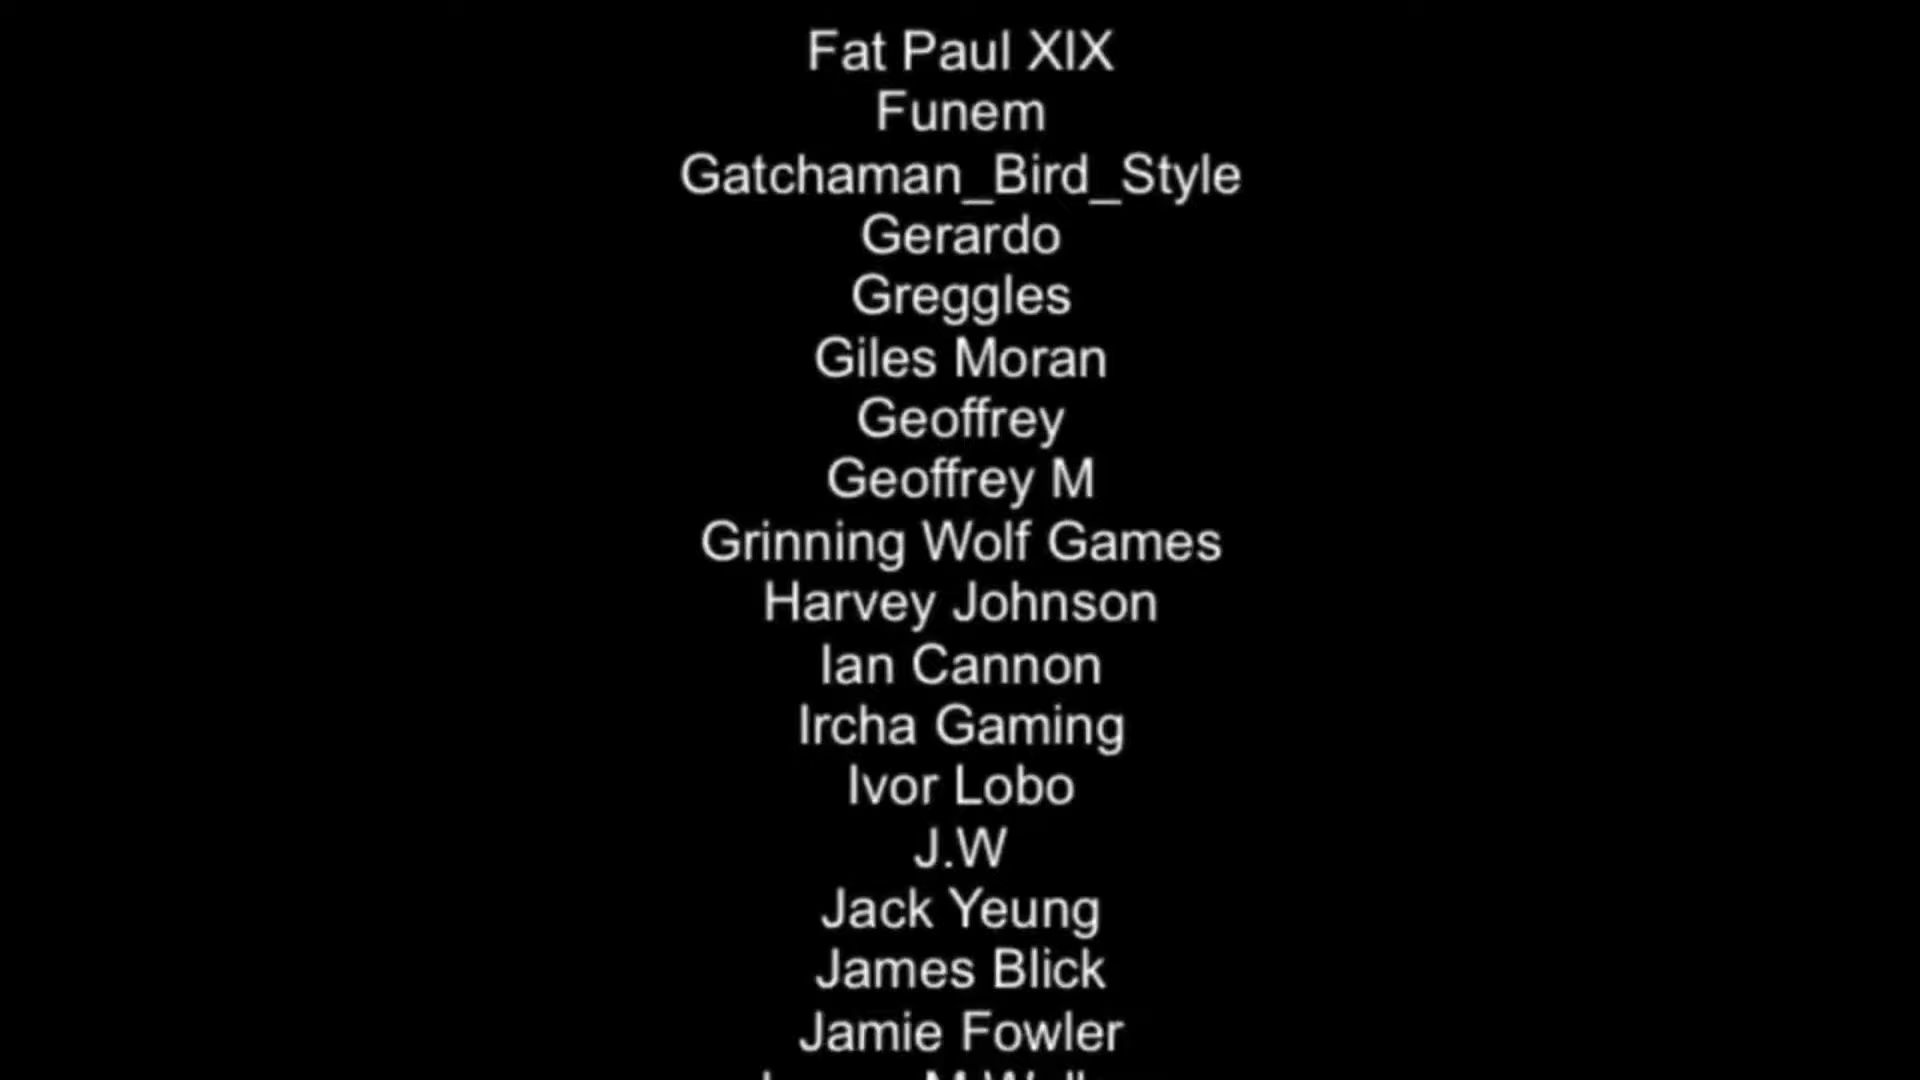 Fat Paul XIX
Funem
Gatchaman_Bird_Style
Gerardo
Greggles
Giles Moran
Geoffrey
Geoffrey M
Grinning Wolf Games
Harvey Johnson
Ian Cannon
Ircha Gaming
Ivor Lobo
J.W
Jack Yeung
James Blick
Jamie Fowler